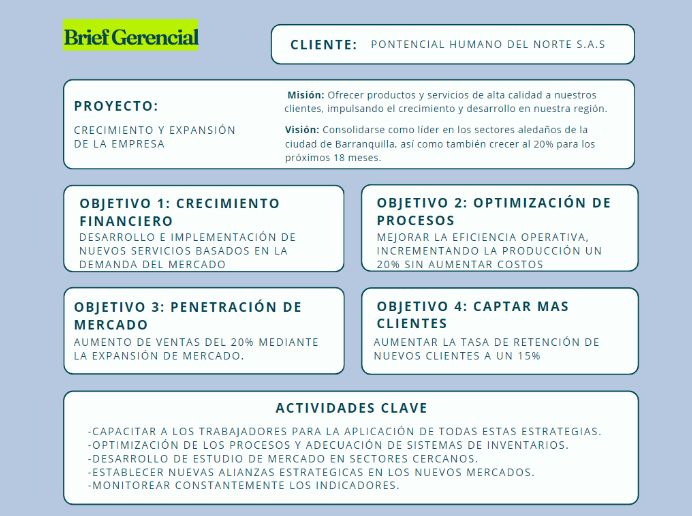 Brief Gerencial
CLIENTE: PONTENCIAL HUMANO DEL NORTE S.A.S
PROYECTO:
CRECIMIENTO Y EXPANSIÓN
DE LA EMPRESA
Misión: Ofrecer productos y servicios de alta calidad a nuestros
clientes, impulsando el crecimiento y desarrollo en nuestra región.
Visión: Consolidarse como líder en los sectores aledaños de la
ciudad de Barranquilla, así como también crecer al 20% para los
próximos 18 meses.
OBJETIVO 1: CRECIMIENTO
FINANCIERO
DESARROLLO E IMPLEMENTACIÓN DE
NUEVOS SERVICIOS BASADOS EN LA
DEMANDA DEL MERCADO
OBJETIVO 2: OPTIMIZACIÓN DE
PROCESOS
MEJORAR LA EFICIENCIA OPERATIVA,
INCREMENTANDO LA PRODUCCIÓN UN
20% SIN AUMENTAR COSTOS
OBJETIVO 3: PENETRACIÓN DE
MERCADO
AUMENTO DE VENTAS DEL 20% MEDIANTE
LA EXPANSIÓN DE MERCADO.
OBJETIVO 4: CAPTAR MAS
CLIENTES
AUMENTAR LA TASA DE RETENCIÓN DE
NUEVOS CLIENTES A UN 15%
ACTIVIDADES CLAVE
-CAPACITAR A LOS TRABAJADORES PARA LA APLICACIÓN DE TODAS ESTAS ESTRATEGIAS.
-OPTIMIZACIÓN DE LOS PROCESOS Y ADECUACIÓN DE SISTEMAS DE INVENTARIOS.
-DESARROLLO DE ESTUDIO DE MERCADO EN SECTORES CERCANOS.
-ESTABLECER NUEVAS ALIANZAS ESTRATEGICAS EN LOS NUEVOS MERCADOS.
-MONITOREAR CONSTANTEMENTE LOS INDICADORES.